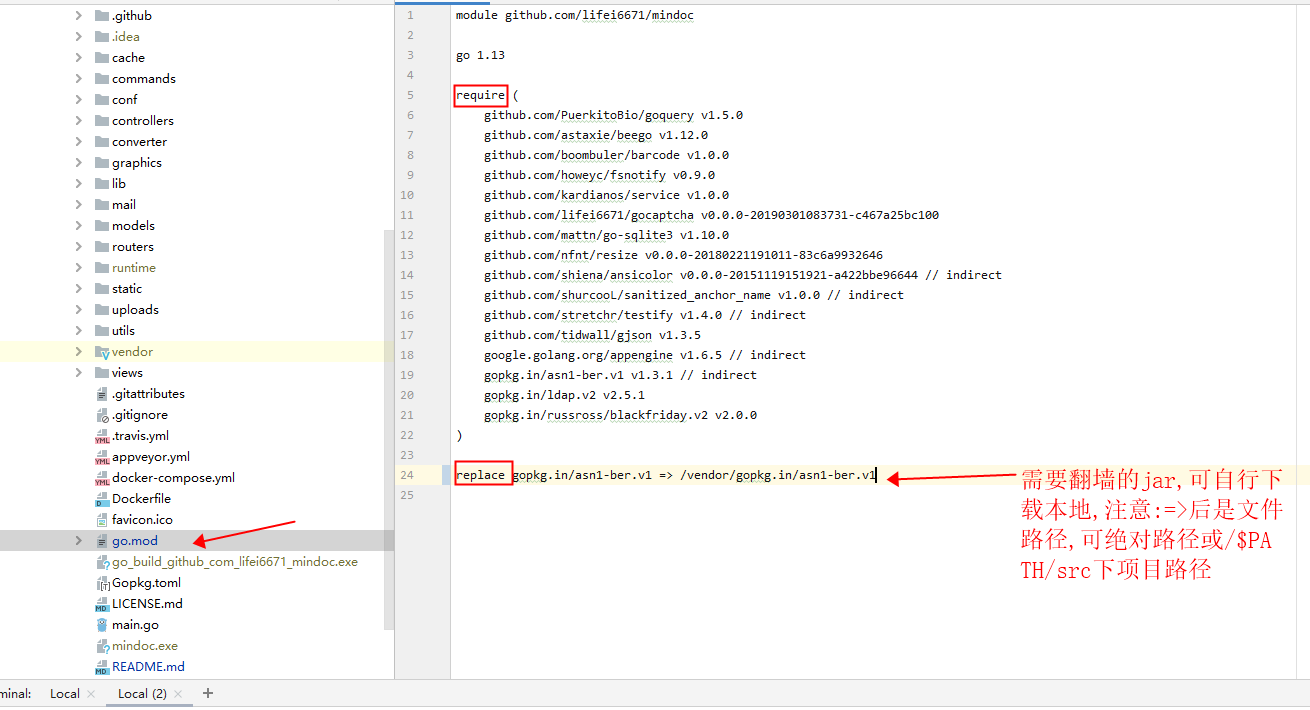 .github
.idea
cache
commands
conf
controllers
converter
graphics
lib
mail
models
routers
runtime
static
uploads
utils
vendor
views
.gitattributes
.gitignore
.travis.yml
appveyor.yml
docker-compose.yml
Dockerfile
favicon.ico
go.mod
go_build_github_com_lifei6671_mindoc.exe
Gopkg.toml
LICENSE.md
main.go
mindoc.exe
README.md
1 module github.com/lifei6671/mindoc
2
3 go 1.13
4
5 require (
6 github.com/PuerkitoBio/goquery v1.5.0
7 github.com/astaxie/beego v1.12.0
8 github.com/boombuler/barcode v1.0.0
9 github.com/howeyc/fsnotify v0.9.0
10 github.com/kardianos/service v1.0.0
11 github.com/lifei6671/gocaptcha v0.0.0-20190301083731-c467a25bc100
12 github.com/mattn/go-sqlite3 v1.10.0
13 github.com/nfnt/resize v0.0.0-20180221191011-83c6a9932646
14 github.com/shiena/ansicolor v0.0.0-20151119151921-a422bbe96644 // indirect
15 github.com/shurcooL/sanitized_anchor_name v1.0.0 // indirect
16 github.com/stretchr/testify v1.4.0 // indirect
17 github.com/tidwall/gjson v1.3.5
18 google.golang.org/appengine v1.6.5 // indirect
19 gopkg.in/asn1-ber.v1 v1.3.1 // indirect
20 gopkg.in/ldap.v2 v2.5.1
21 gopkg.in/russross/blackfriday.v2 v2.0.0
22 )
23
24 replace gopkg.in/asn1-ber.v1 => /vendor/gopkg.in/asn1-ber.v1
25
需要翻墙的jar,可自行下
载本地,注意:=>后是文件
路径,可绝对路径或/$PA
TH/src下项目路径
minal: Local × Local (2) × +